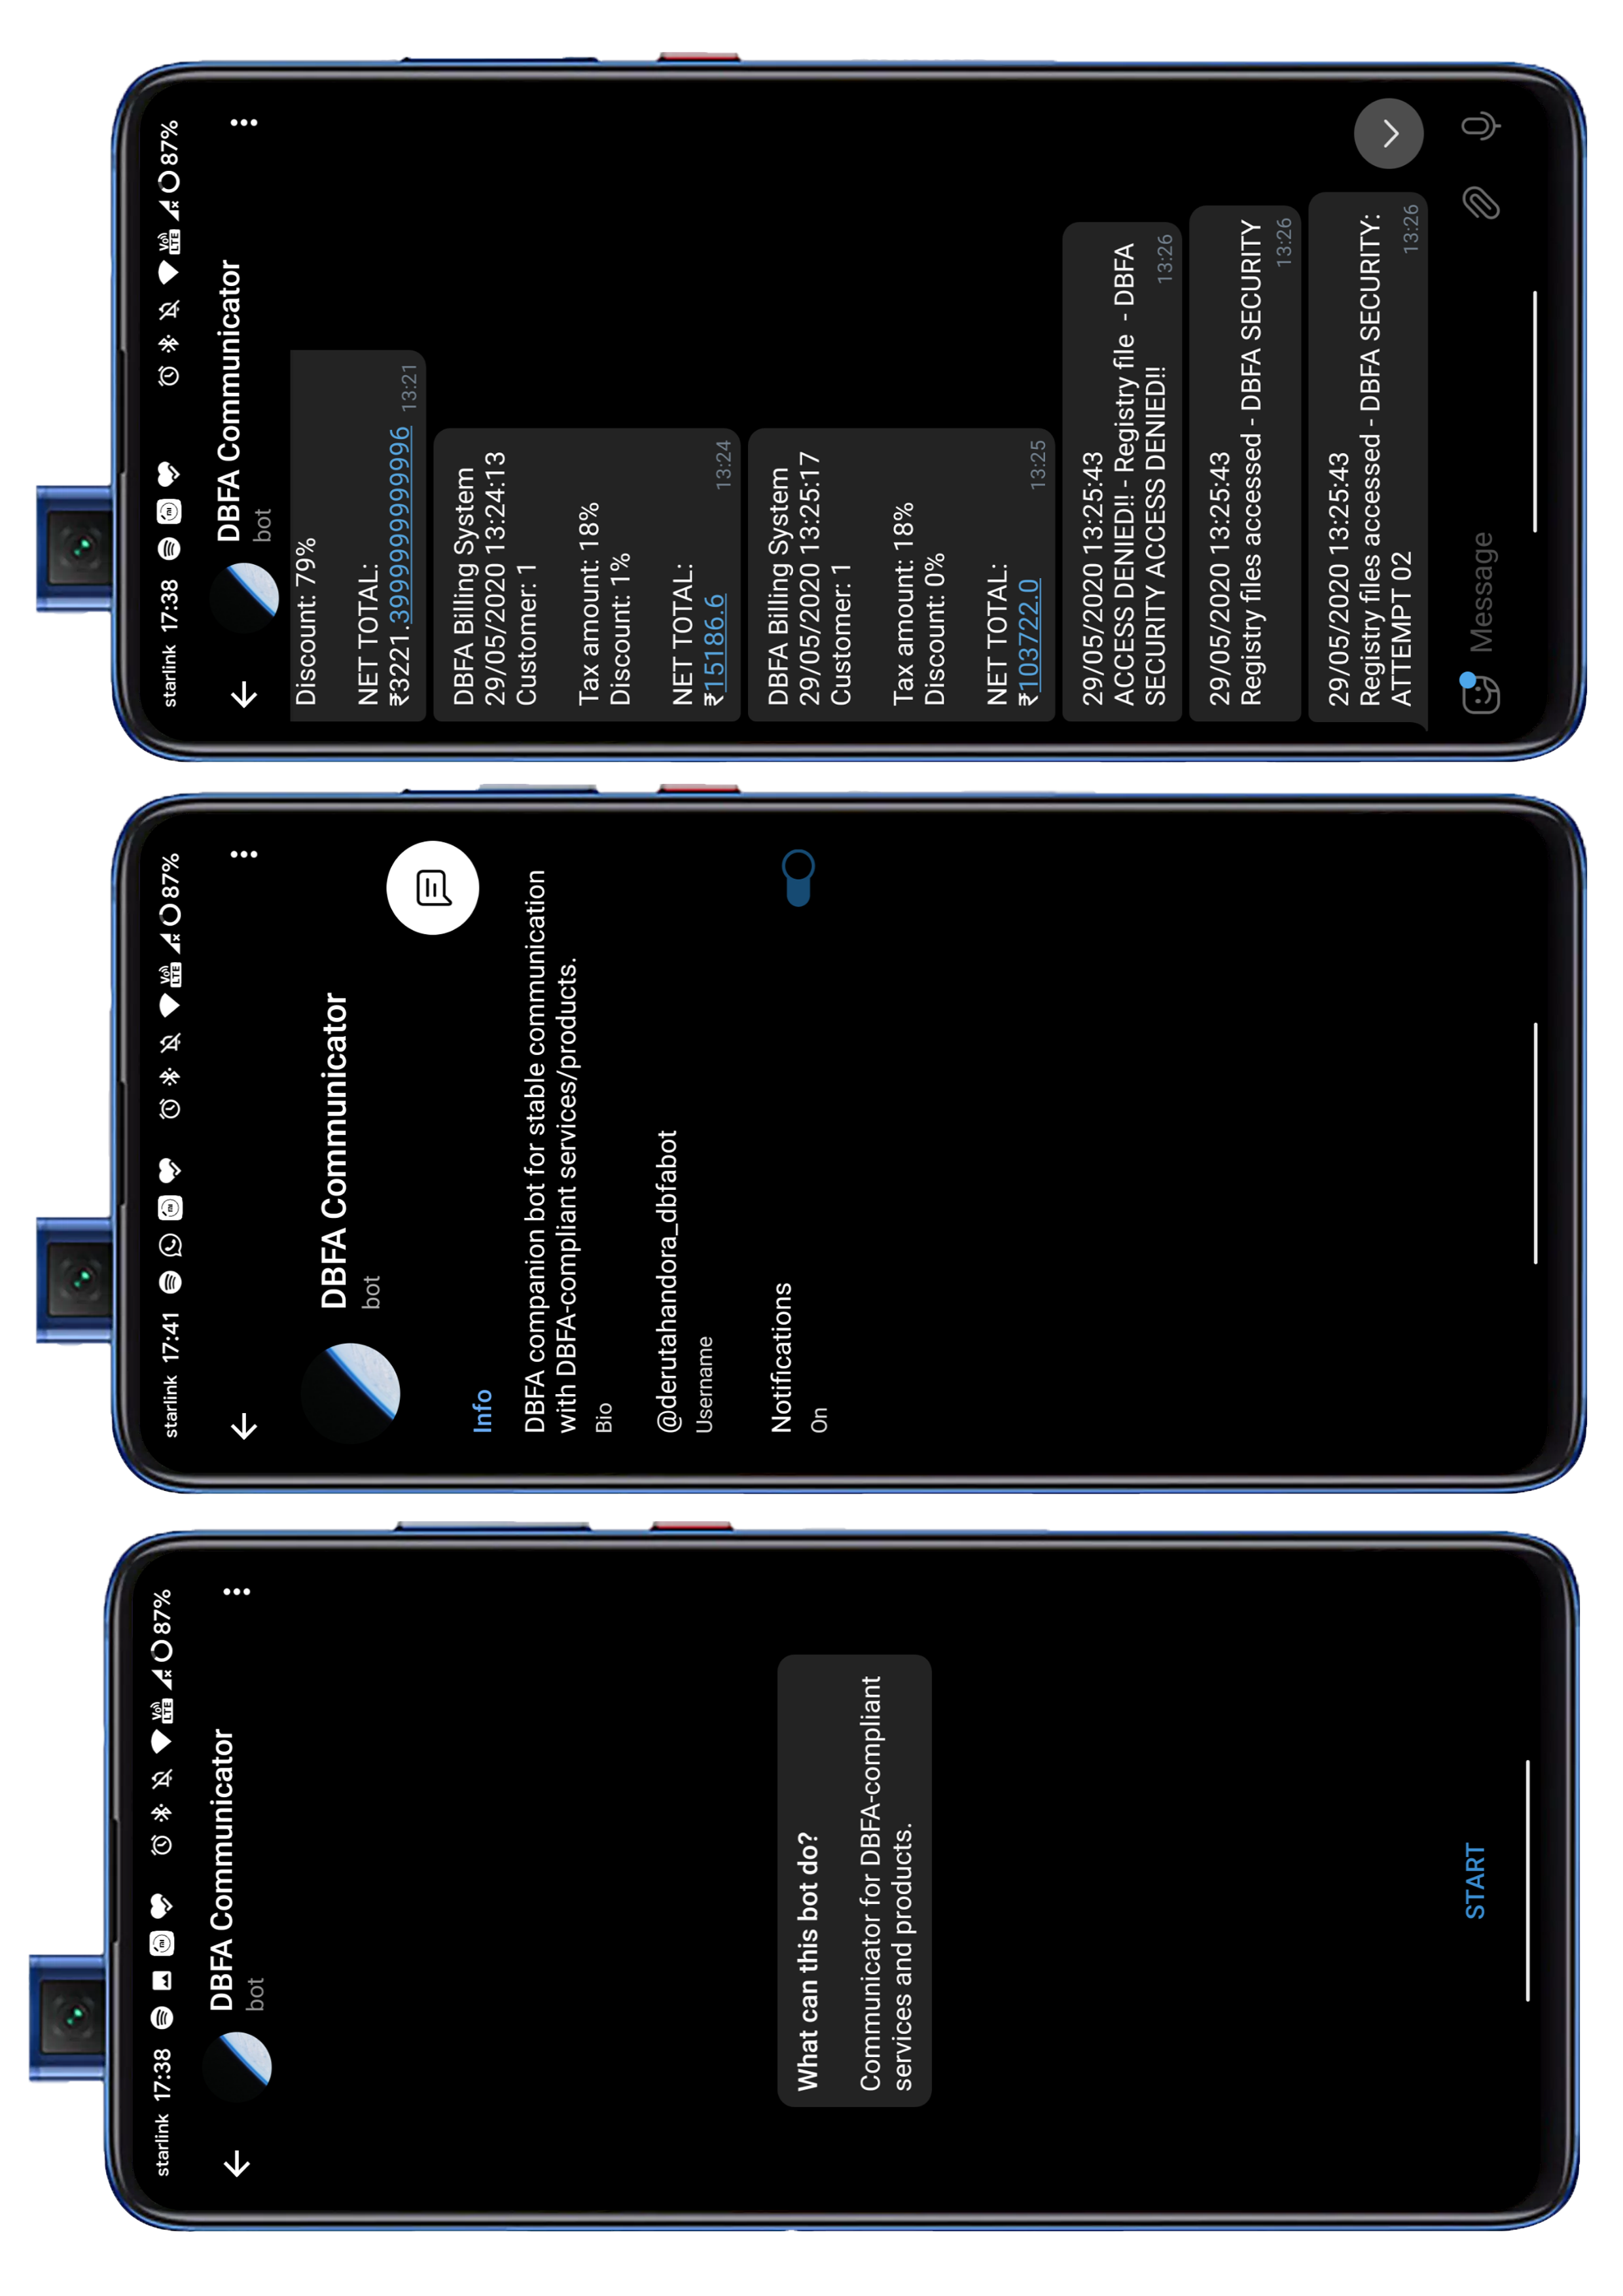 starlink 17:38
87%
DBFA Communicator
bot
What can this bot do?
Communicator for DBFA-compliant
services and products.
START
starlink 17:41
87%
DBFA Communicator
bot
Info
DBFA companion bot for stable communication
with DBFA-compliant services/products.
Bio
@derutahandora_dbfabot
Username
Notifications
On
starlink 17:38
87%
DBFA Communicator
bot
Discount: 79%
NET TOTAL:
₹3221.3999999999996 13:21
DBFA Billing System
29/05/2020 13:24:13
Customer: 1
Tax amount: 18%
Discount: 1%
NET TOTAL:
₹15186.6 13:24
DBFA Billing System
29/05/2020 13:25:17
Customer: 1
Tax amount: 18%
Discount: 0%
NET TOTAL:
₹103722.0 13:25
29/05/2020 13:25:43
ACCESS DENIED!! - Registry file - DBFA
SECURITY ACCESS DENIED!! 13:26
29/05/2020 13:25:43
Registry files accessed - DBFA SECURITY
13:26
29/05/2020 13:25:43
Registry files accessed - DBFA SECURITY:
ATTEMPT 02 13:26
Message